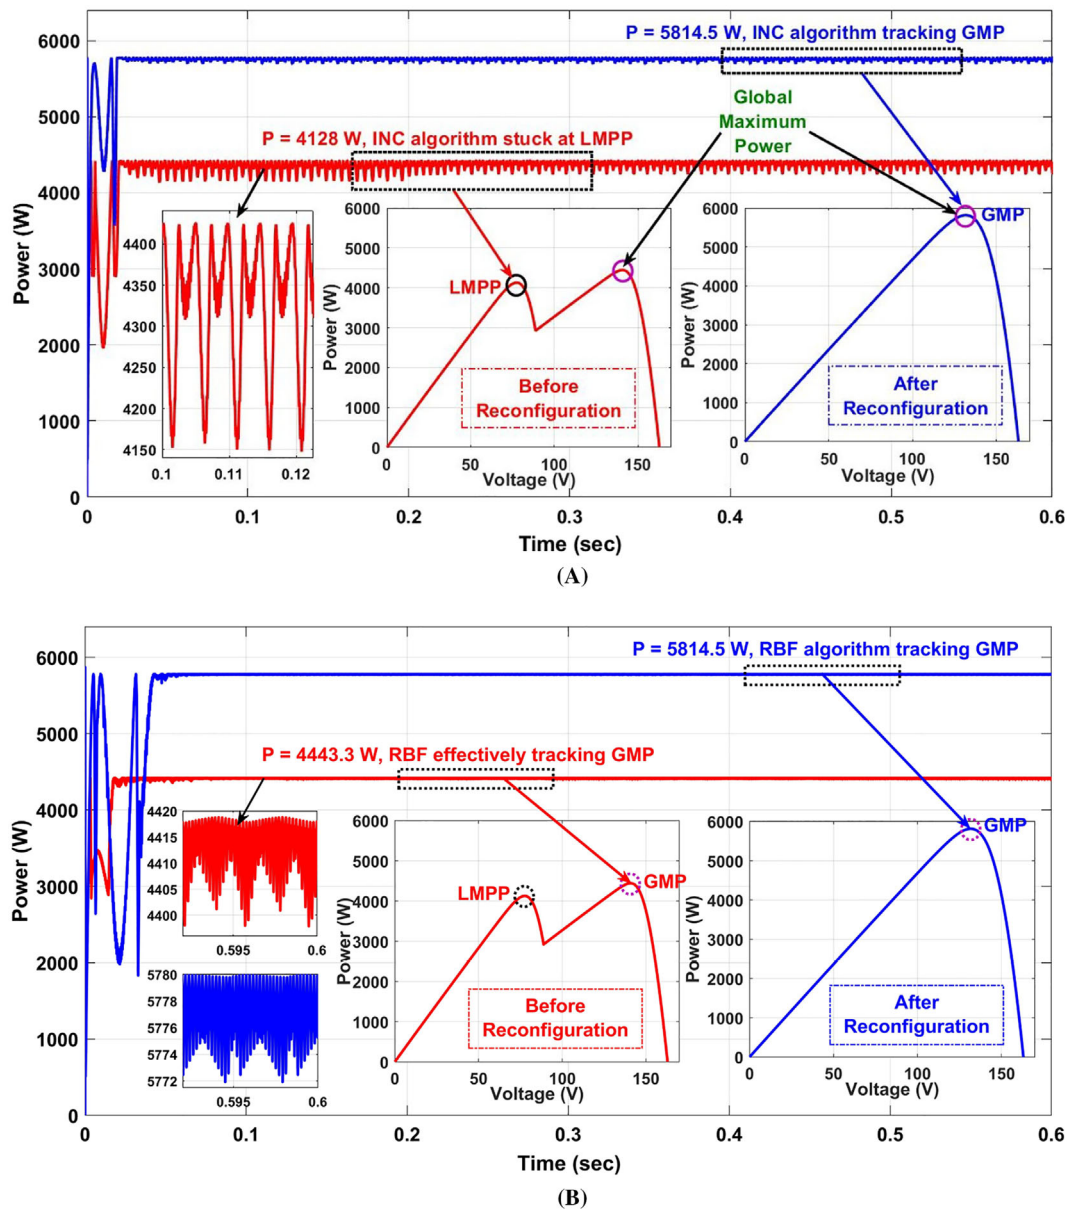 P = 5814.5 W, INC algorithm tracking GMP
Global
Maximum
Power
P = 4128 W, INC algorithm stuck at LMPP
Power (W)
6000
5000
4000
3000
2000
1000
0
0
0.1
0.2
0.3
0.4
0.5
0.6
Time (sec)
4400
4350
4300
4250
4200
4150
0.1
0.11
0.12
Power (W)
6000
5000
4000
3000
2000
1000
0
LMPP
Before
Reconfiguration
0
50
100
150
Voltage (V)
Power (W)
6000
5000
4000
3000
2000
1000
0
GMP
After
Reconfiguration
0
50
100
150
Voltage (V)
(A)
P = 5814.5 W, RBF algorithm tracking GMP
P = 4443.3 W, RBF effectively tracking GMP
Power (W)
6000
5000
4000
3000
2000
1000
0
0
0.1
0.2
0.3
0.4
0.5
0.6
Time (sec)
4420
4415
4410
4405
4400
0.595
0.6
5780
5778
5776
5774
5772
0.595
0.6
Power (W)
6000
5000
4000
3000
2000
1000
0
LMPP
GMP
Before
Reconfiguration
0
50
100
150
Voltage (V)
Power (W)
6000
5000
4000
3000
2000
1000
0
GMP
After
Reconfiguration
0
50
100
150
Voltage (V)
(B)